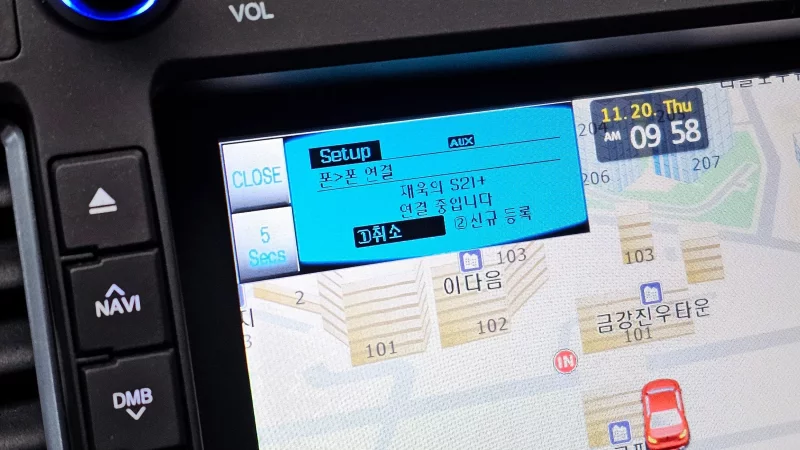 VOL
11. 20. Thu
AM 09 58
CLOSE
Setup
AUX
폰>폰 연결
재욱의 S21+
연결 중입니다
①취소 ②신규 등록
5
Secs
NAVI
DMB
204
205
206
207
103
103
이다음
2
101
102
금강진우타운
101
IN